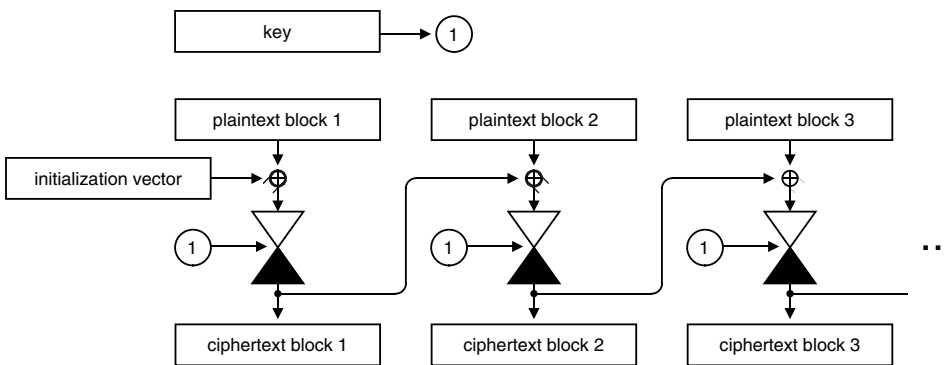 key
1
plaintext block 1
plaintext block 2
plaintext block 3
initialization vector
1
1
1
..
ciphertext block 1
ciphertext block 2
ciphertext block 3